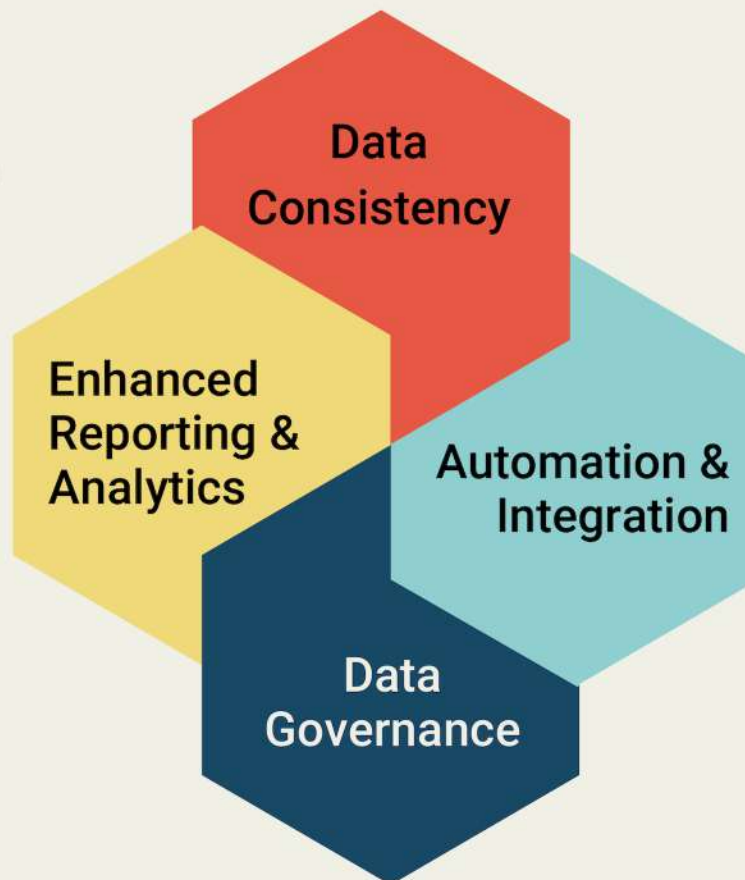 Data
Consistency
Enhanced
Reporting &
Analytics
Automation &
Integration
Data
Governance